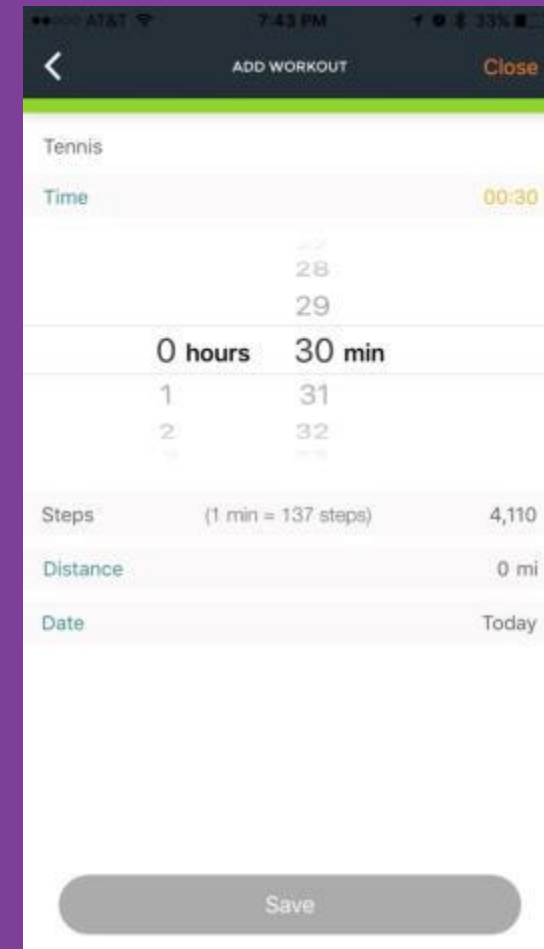 AT&T 7:43 PM 33%
ADD WORKOUT Close
Tennis
Time 00:30
28
29
0 hours 30 min
1 31
2 32
Steps (1 min = 137 steps) 4,110
Distance 0 mi
Date Today
Save